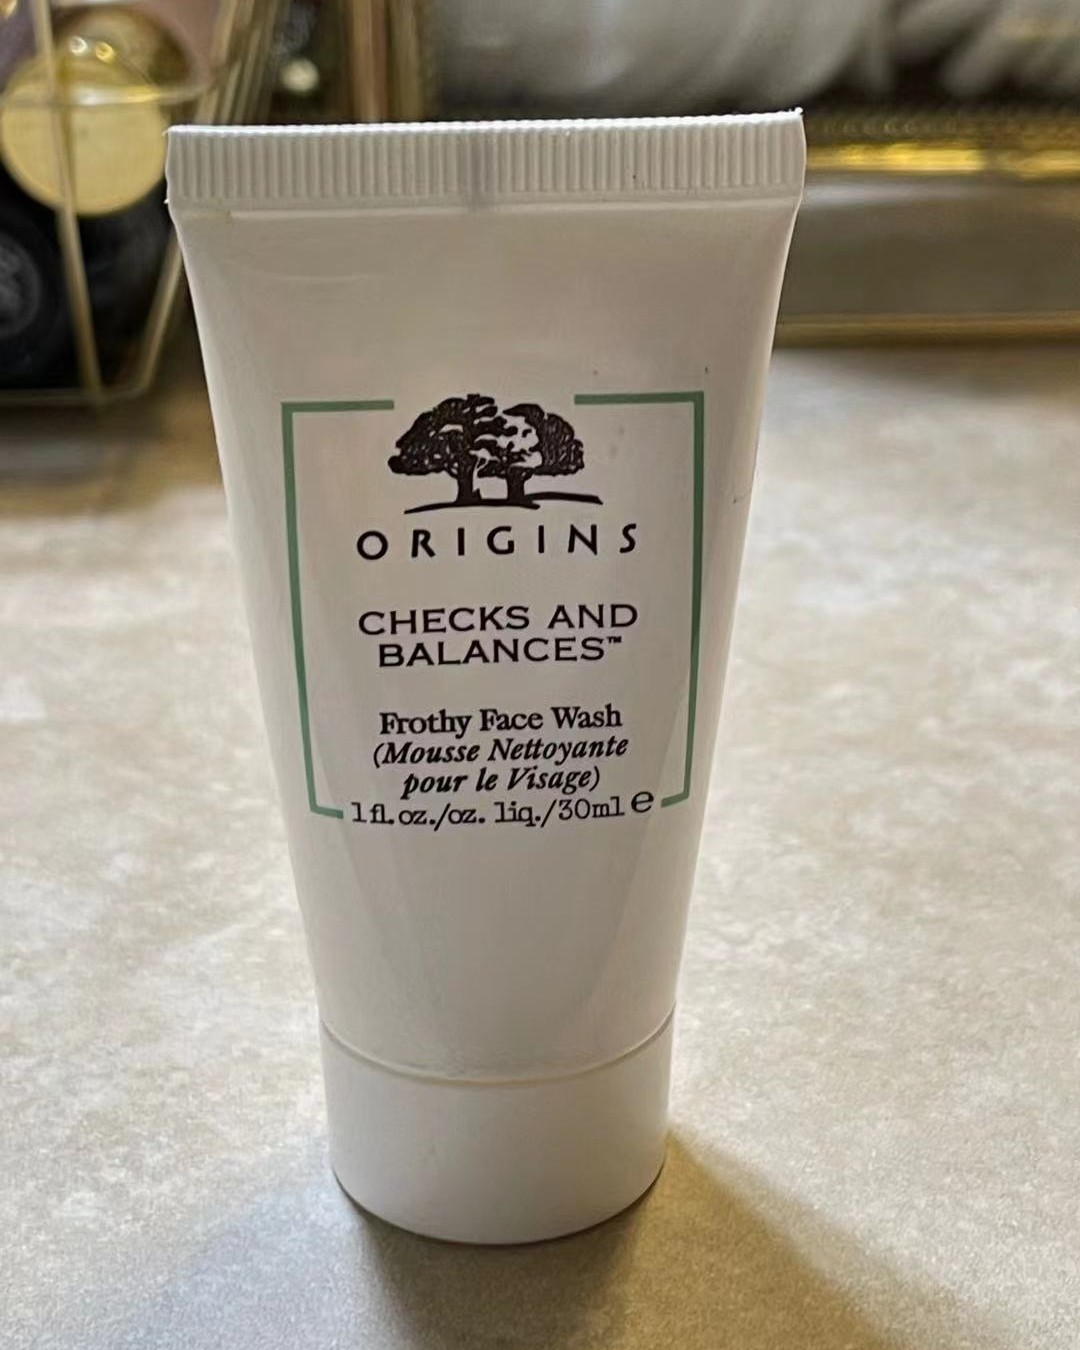 ORIGINS
CHECKS AND
BALANCES™
Frothy Face Wash
(Mousse Nettoyante
pour le Visage)
1 fl. oz./oz. liq./30ml ℮